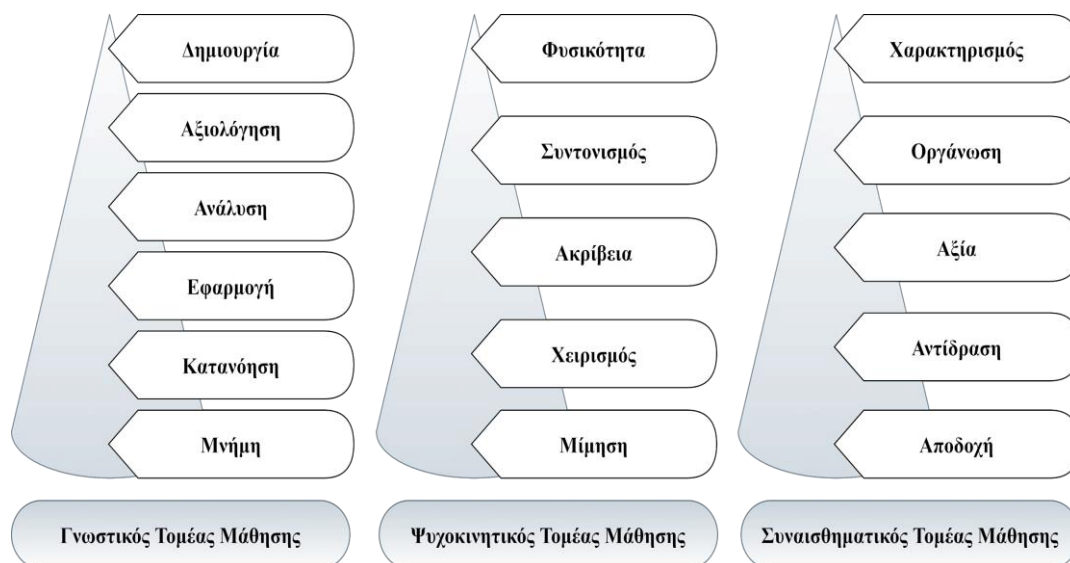 Δημιουργία
Αξιολόγηση
Ανάλυση
Εφαρμογή
Κατανόηση
Μνήμη
Γνωστικός Τομέας Μάθησης
Φυσικότητα
Συντονισμός
Ακρίβεια
Χειρισμός
Μίμηση
Ψυχοκινητικός Τομέας Μάθησης
Χαρακτηρισμός
Οργάνωση
Αξία
Αντίδραση
Αποδοχή
Συναισθηματικός Τομέας Μάθησης